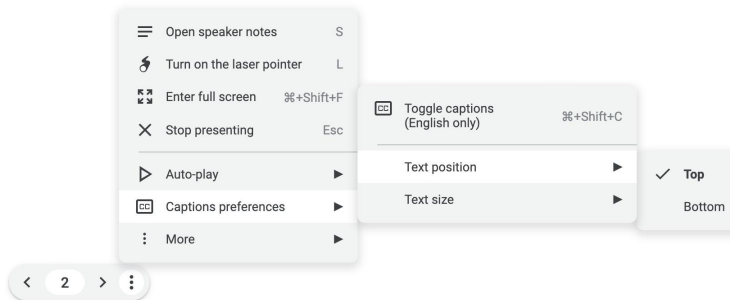 Open speaker notes S
Turn on the laser pointer L
Enter full screen ⌘+Shift+F
Stop presenting Esc
Auto-play
Captions preferences
More
2
CC Toggle captions
(English only) ⌘+Shift+C
Text position
Text size
Top
Bottom